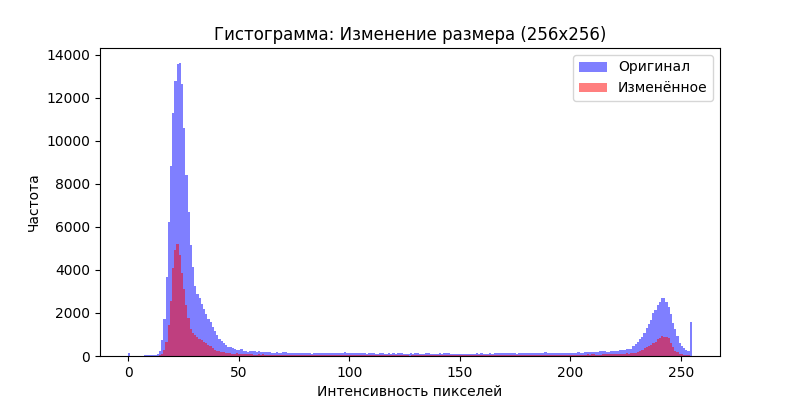 Гистограмма: Изменение размера (256x256)
Оригинал
Изменённое
Частота
14000
12000
10000
8000
6000
4000
2000
0
0 50 100 150 200 250
Интенсивность пикселей